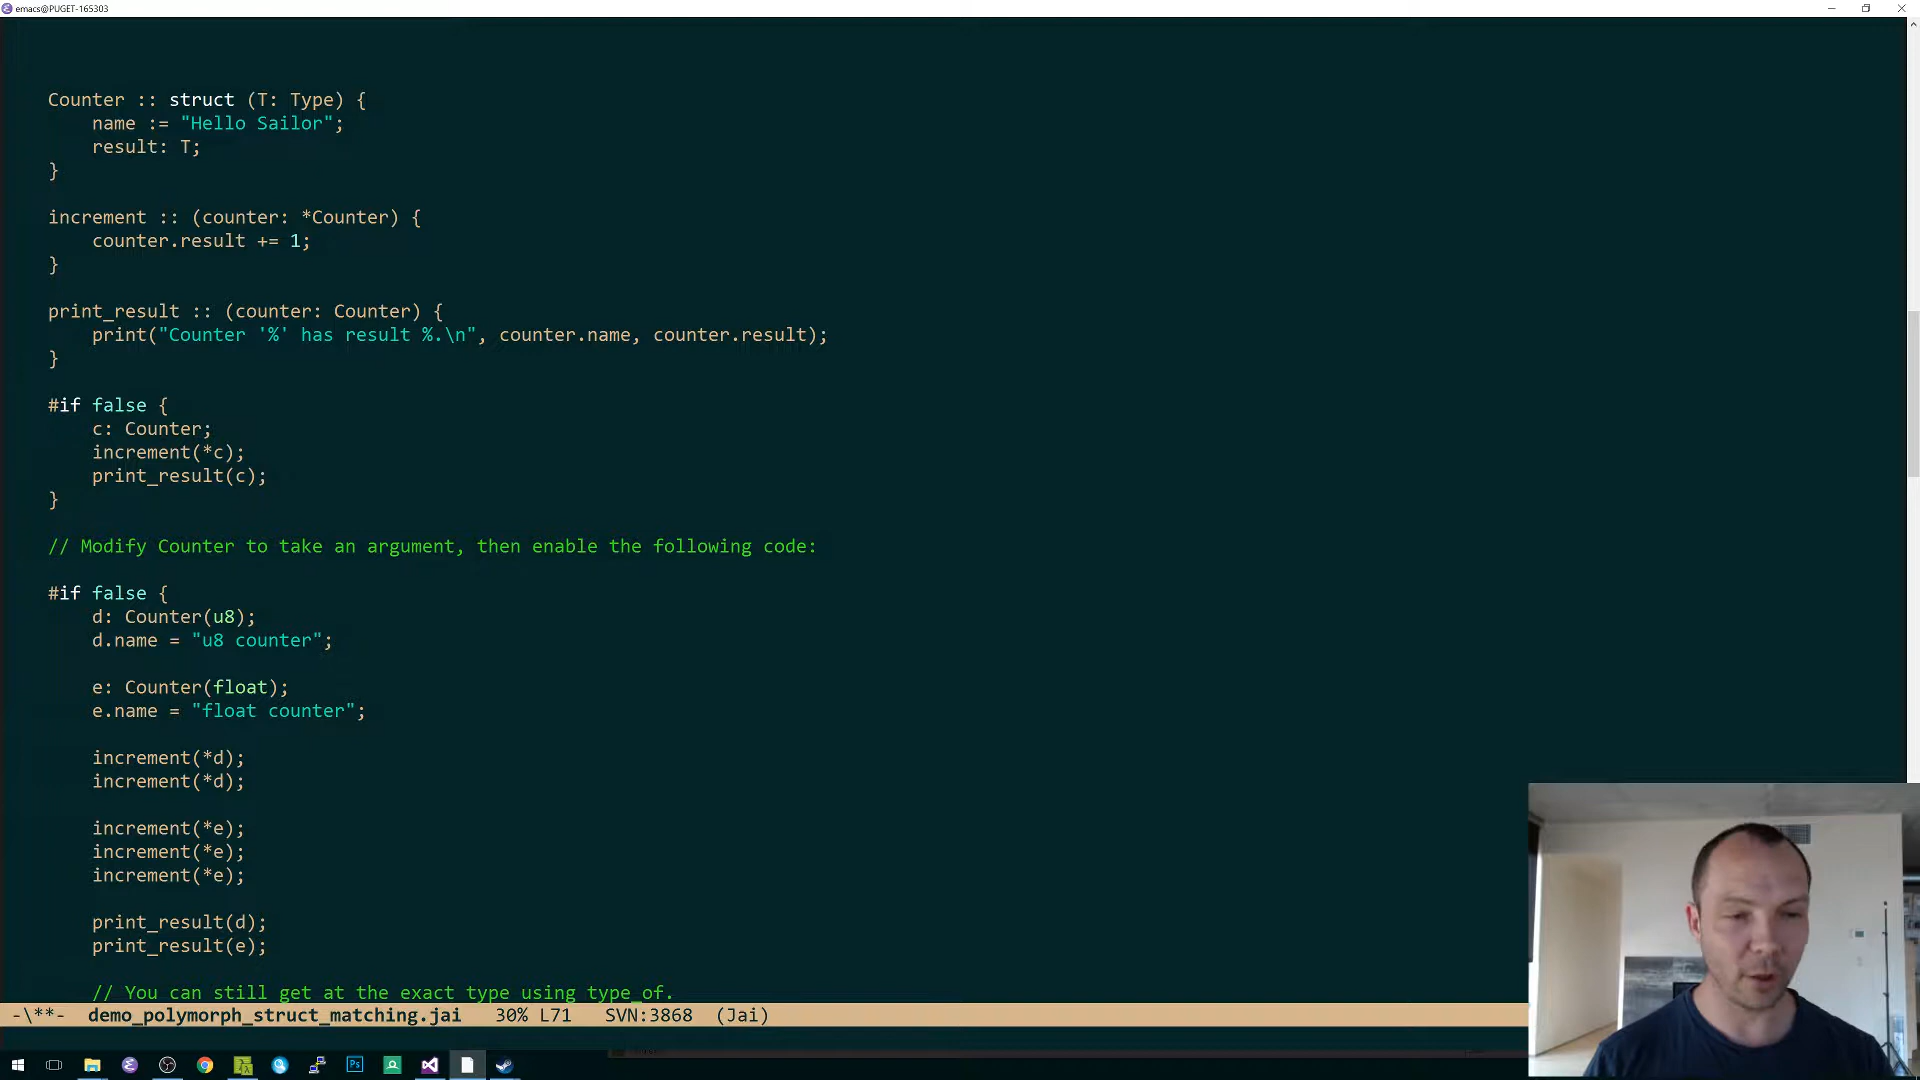 emacs@PUGET-165303
Counter :: struct (T: Type) {
name := "Hello Sailor";
result: T;
}
increment :: (counter: *Counter) {
counter.result += 1;
}
print_result :: (counter: Counter) {
print("Counter '%' has result %.\n", counter.name, counter.result);
}
#if false {
c: Counter;
increment(*c);
print_result(c);
}
// Modify Counter to take an argument, then enable the following code:
#if false {
d: Counter(u8);
d.name = "u8 counter";
e: Counter(float);
e.name = "float counter";
increment(*d);
increment(*d);
increment(*e);
increment(*e);
increment(*e);
print_result(d);
print_result(e);
// You can still get at the exact type using type_of.
-\**- demo_polymorph_struct_matching.jai 30% L71 SVN:3868 (Jai)
Ps